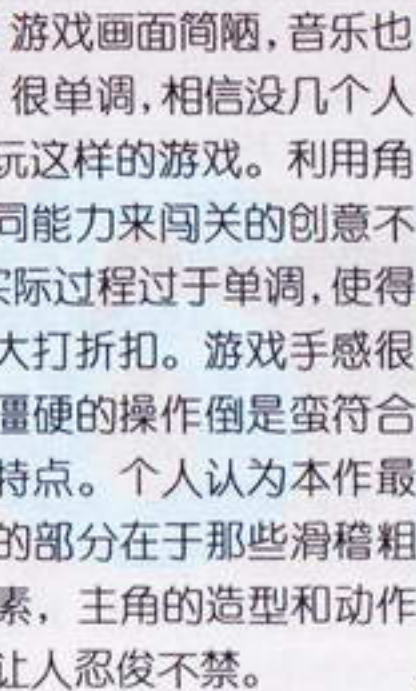 游戏画面简陋，音乐也
很单调，相信没几个人
玩这样的游戏。利用角
同能力来闯关的创意不
实际过程过于单调，使得
大打折扣。游戏手感很
僵硬的操作倒是蛮符合
特点。个人认为本作最
的部分在于那些滑稽粗
素，主角的造型和动作
让人忍俊不禁。